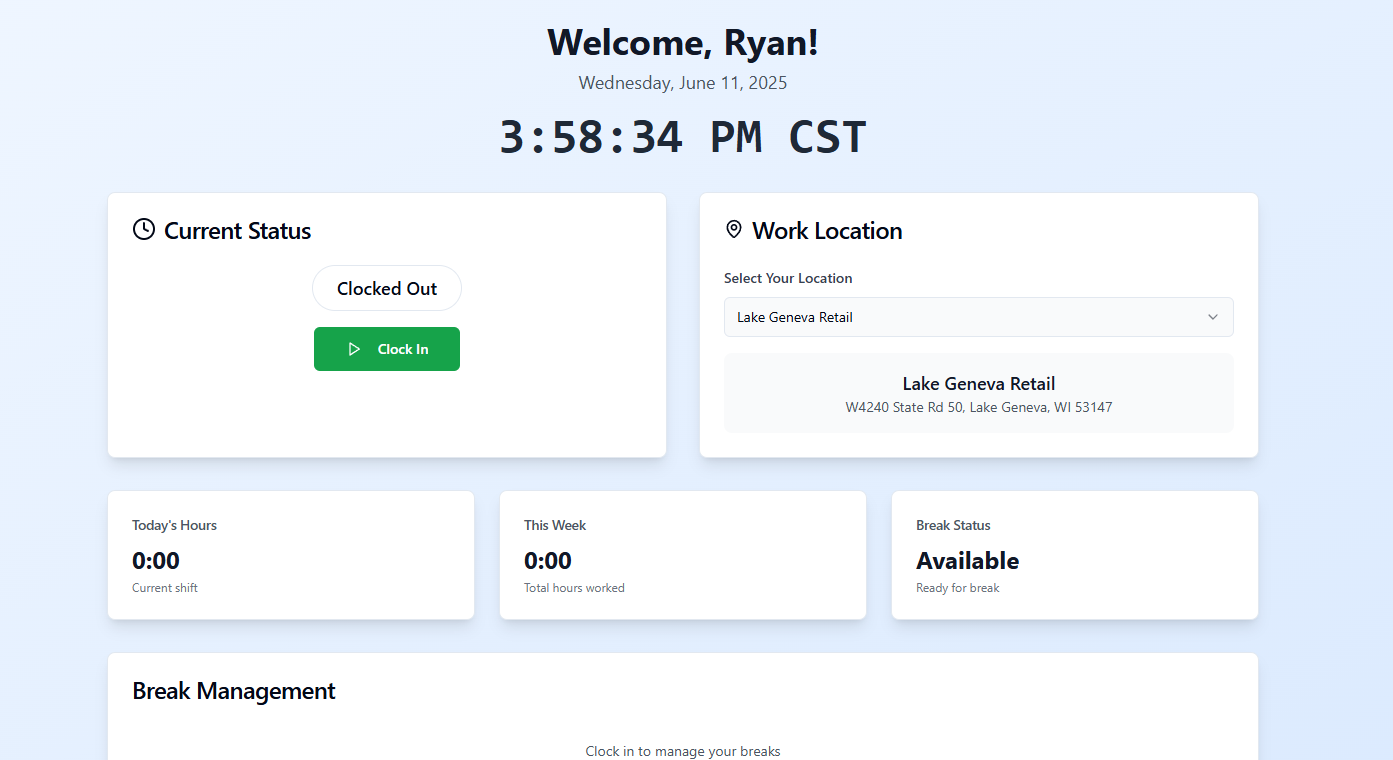 Welcome, Ryan!
Wednesday, June 11, 2025
3:58:34 PM CST
Current Status
Clocked Out
Clock In
Work Location
Select Your Location
Lake Geneva Retail
Lake Geneva Retail
W4240 State Rd 50, Lake Geneva, WI 53147
Today's Hours
0:00
Current shift
This Week
0:00
Total hours worked
Break Status
Available
Ready for break
Break Management
Clock in to manage your breaks